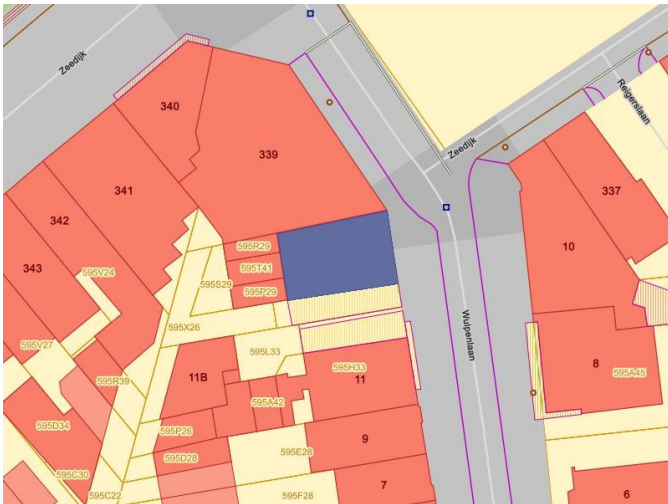 Zeedijk
340
339
341
342
343
Zeedijk
Reigerslaan
337
10
595R29
595T41
595S29
595P29
595V24
595X26
595V27
595R39
595L33
595H33
Wulpenlaan
11B
11
8
595A45
595A42
595D34
595P26
9
595D28
595E28
595C30
595C22
595F28
7
6